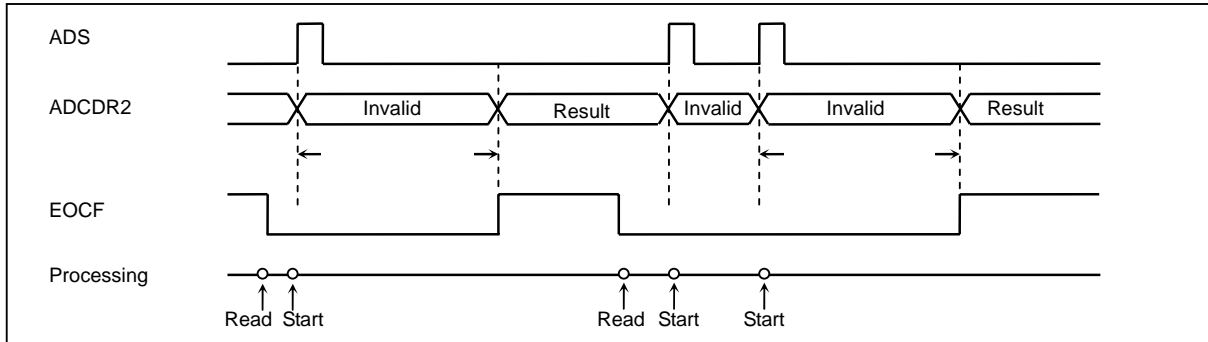 ADS
ADCDR2 Invalid Result Invalid Invalid Result
EOCF
Processing
Read Start Read Start Start